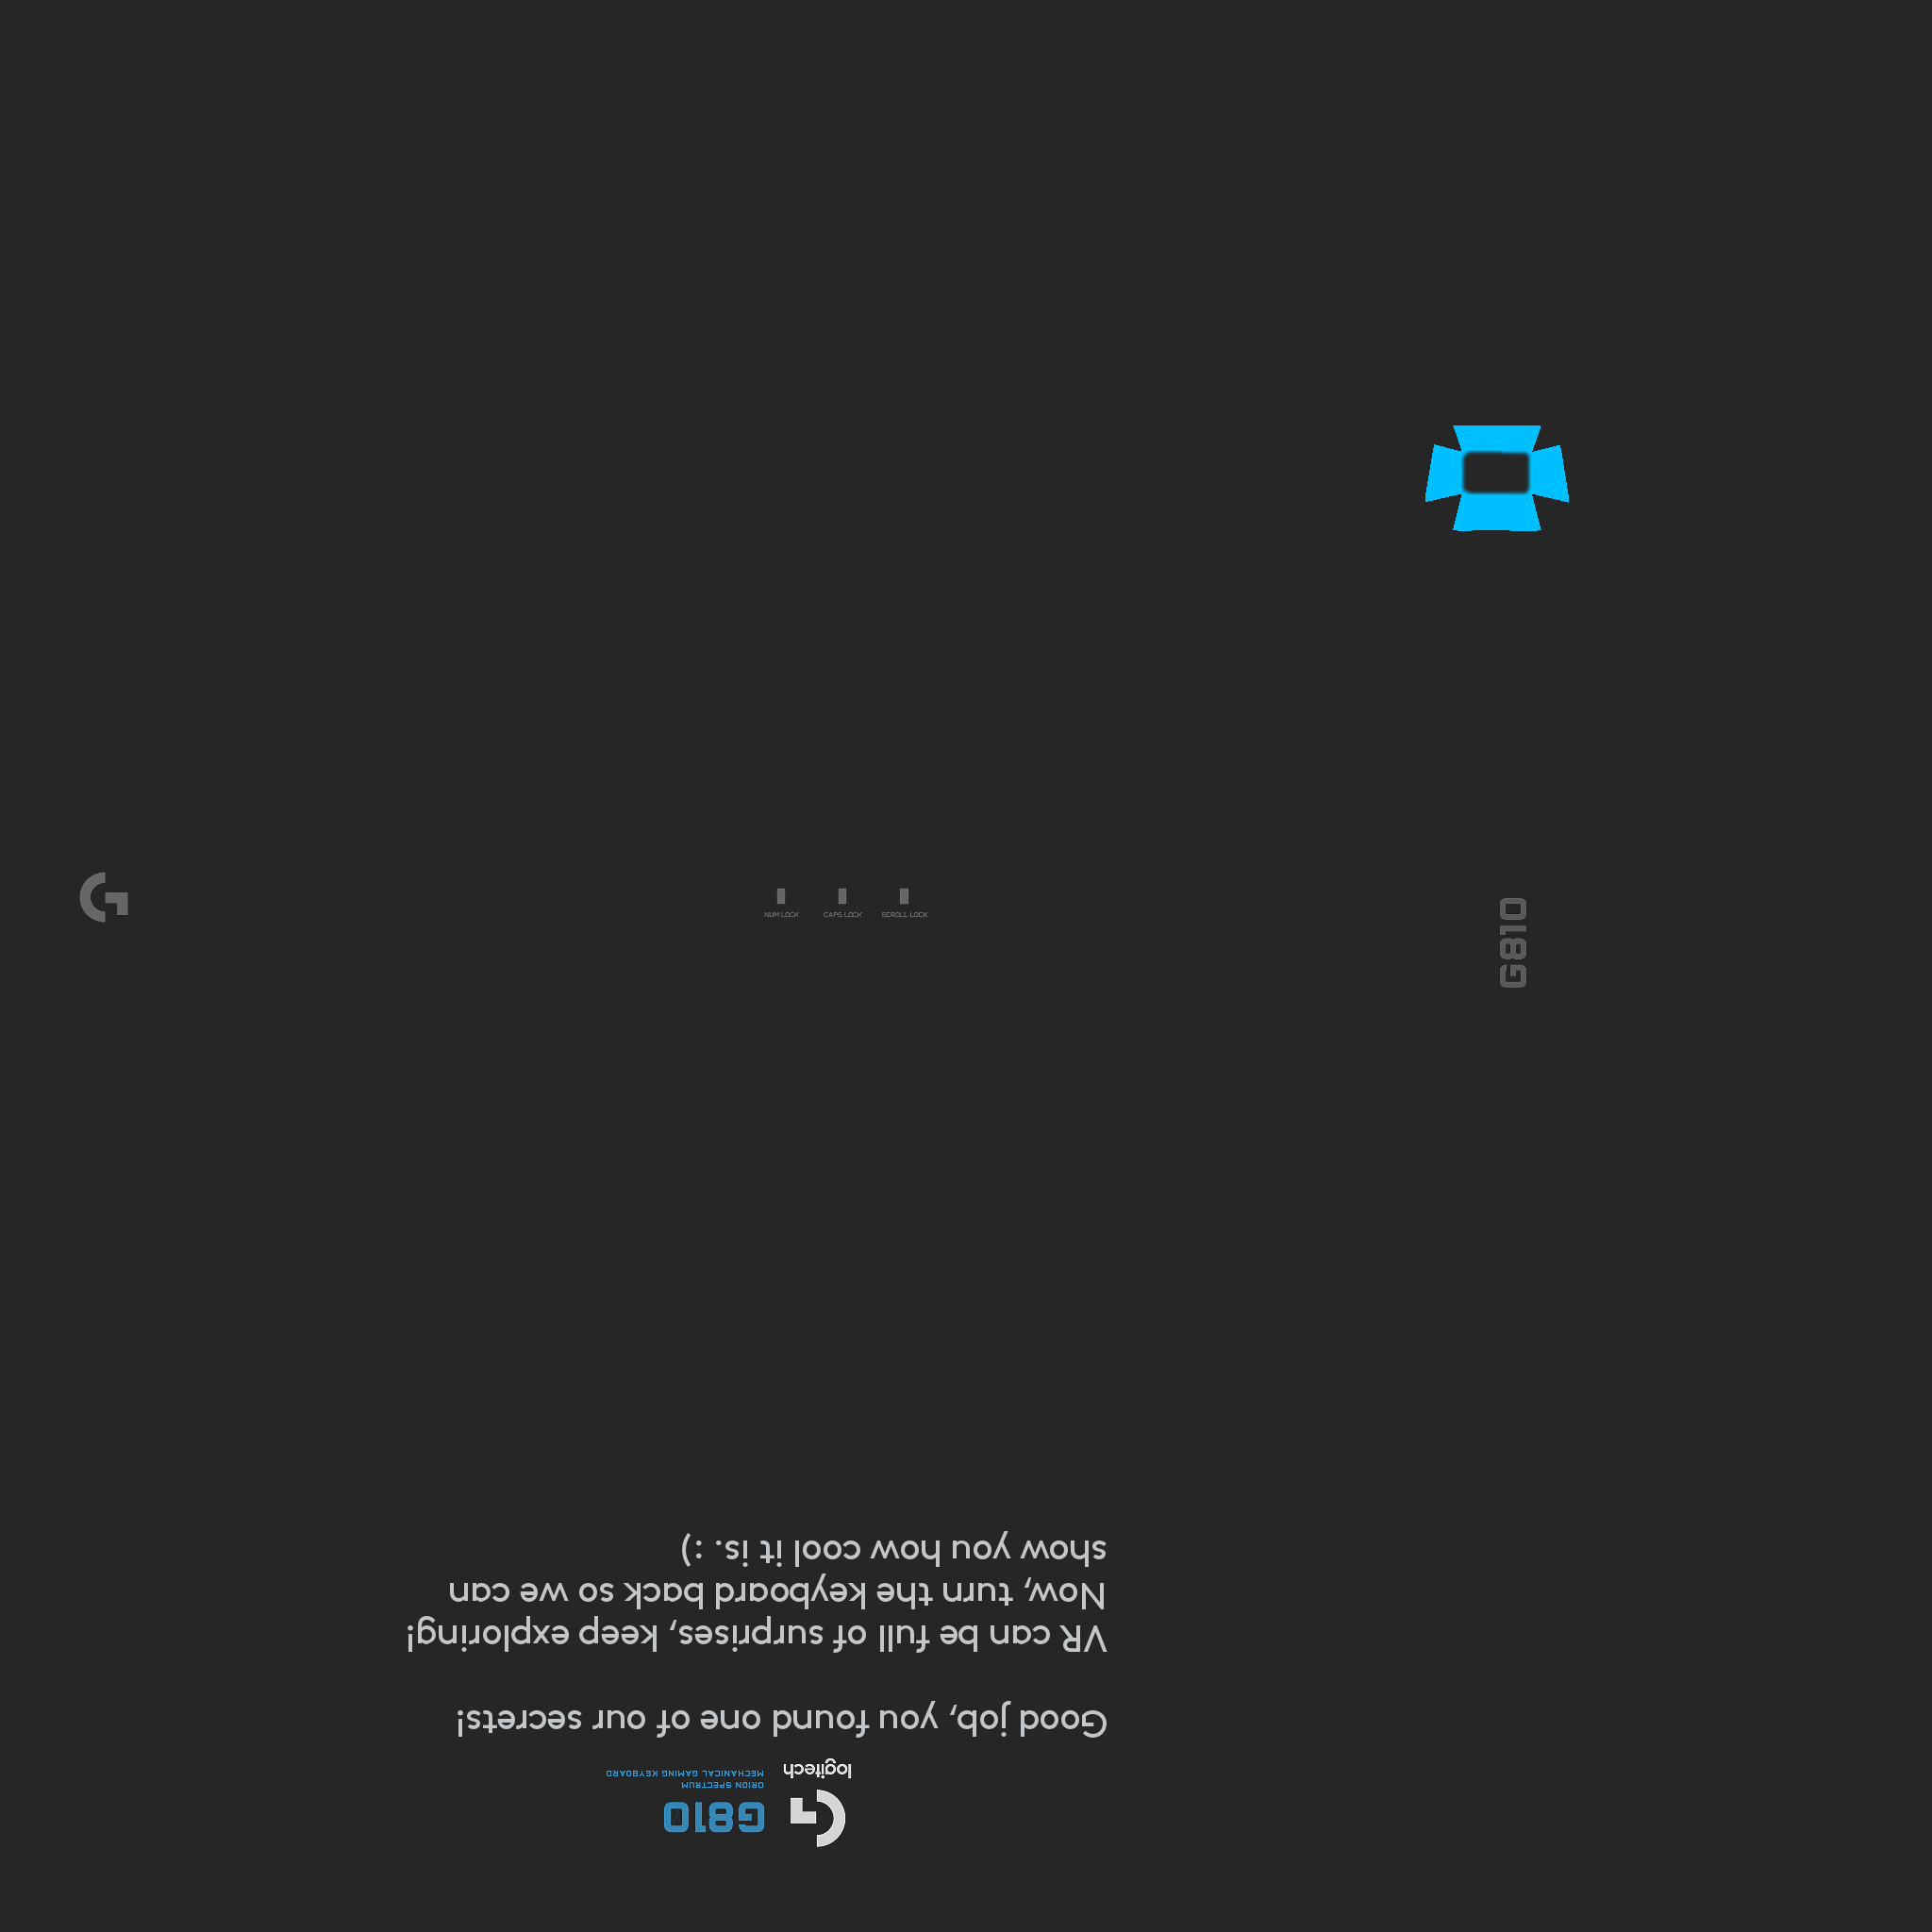 NUM LOCK CAPS LOCK SCROLL LOCK
G810
logitech
G810
ORION SPECTRUM
MECHANICAL GAMING KEYBOARD
Good job, you found one of our secrets!
VR can be full of surprises, keep exploring!
Now, turn the keyboard back so we can
show you how cool it is. :)